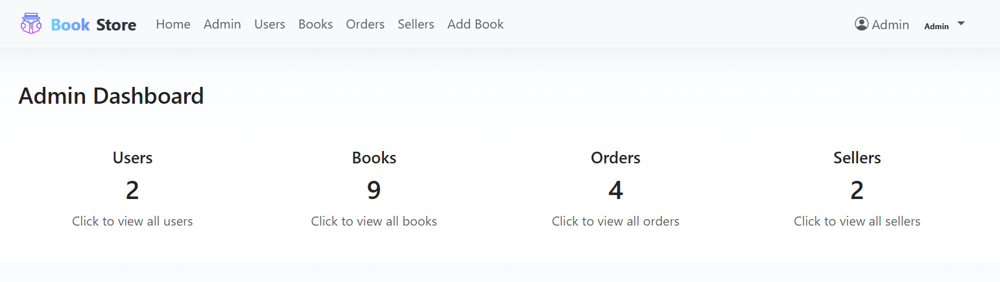 Book Store Home Admin Users Books Orders Sellers Add Book Admin Admin
Admin Dashboard
Users Books Orders Sellers
2 9 4 2
Click to view all users Click to view all books Click to view all orders Click to view all sellers